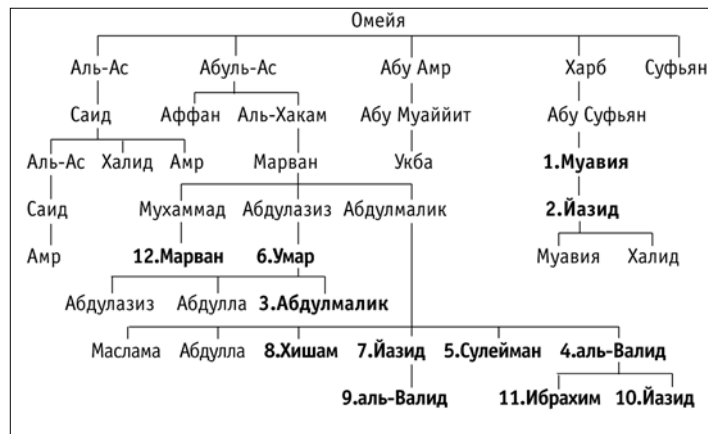 Омейя
Аль-Ас Абуль-Ас Абу Амр Харб Суфьян
Саид Аффан Аль-Хакам Абу Муаййит Абу Суфьян
Аль-Ас Халид Амр Марван Укба 1.Муавия
Саид Мухаммад Абдулазиз Абдулмалик 2.Йазид
Амр 12.Марван 6.Умар Муавия Халид
Абдулазиз Абдулла 3.Абдулмалик
Маслама Абдулла 8.Хишам 7.Йазид 5.Сулейман 4.аль-Валид
9.аль-Валид 11.Ибрахим 10.Йазид